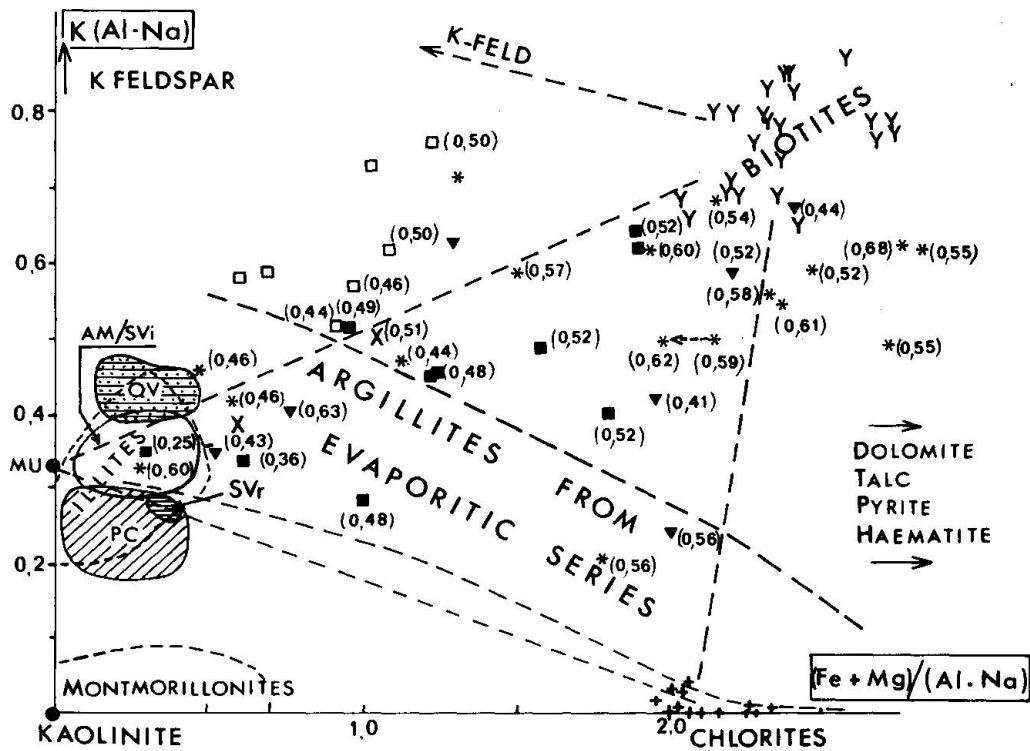 K (Al-Na)
K FELDSPAR
K-FELD
0,8
Y Y Y Y Y Y Y Y Y Y Y Y Y Y Y Y Y Y Y Y Y Y Y
BIOTITES
(0,50)
(0,54)
(0,44)
(0,50)
(0,52)
(0,60)
(0,52)
(0,68)
(0,55)
0,6
(0,57)
(0,52)
(0,46)
(0,58)
(0,44)
(0,49)
(0,61)
X
(0,51)
(0,52)
(0,62)
(0,59)
(0,55)
AM/SVi
(0,46)
(0,44)
(0,48)
QV
0,4
(0,46)
(0,63)
(0,41)
(0,52)
X
ARGILLITES FROM
EVAPORITIC SERIES
(0,25)
(0,43)
(0,36)
MU
(0,60)
ILLITES
SVr
(0,48)
PC
(0,56)
(0,56)
0,2
DOLOMITE
TALC
PYRITE
HAEMATITE
MONTMORILLONITES
(Fe + Mg)/(Al-Na)
KAOLINITE
1,0
2,0
CHLORITES